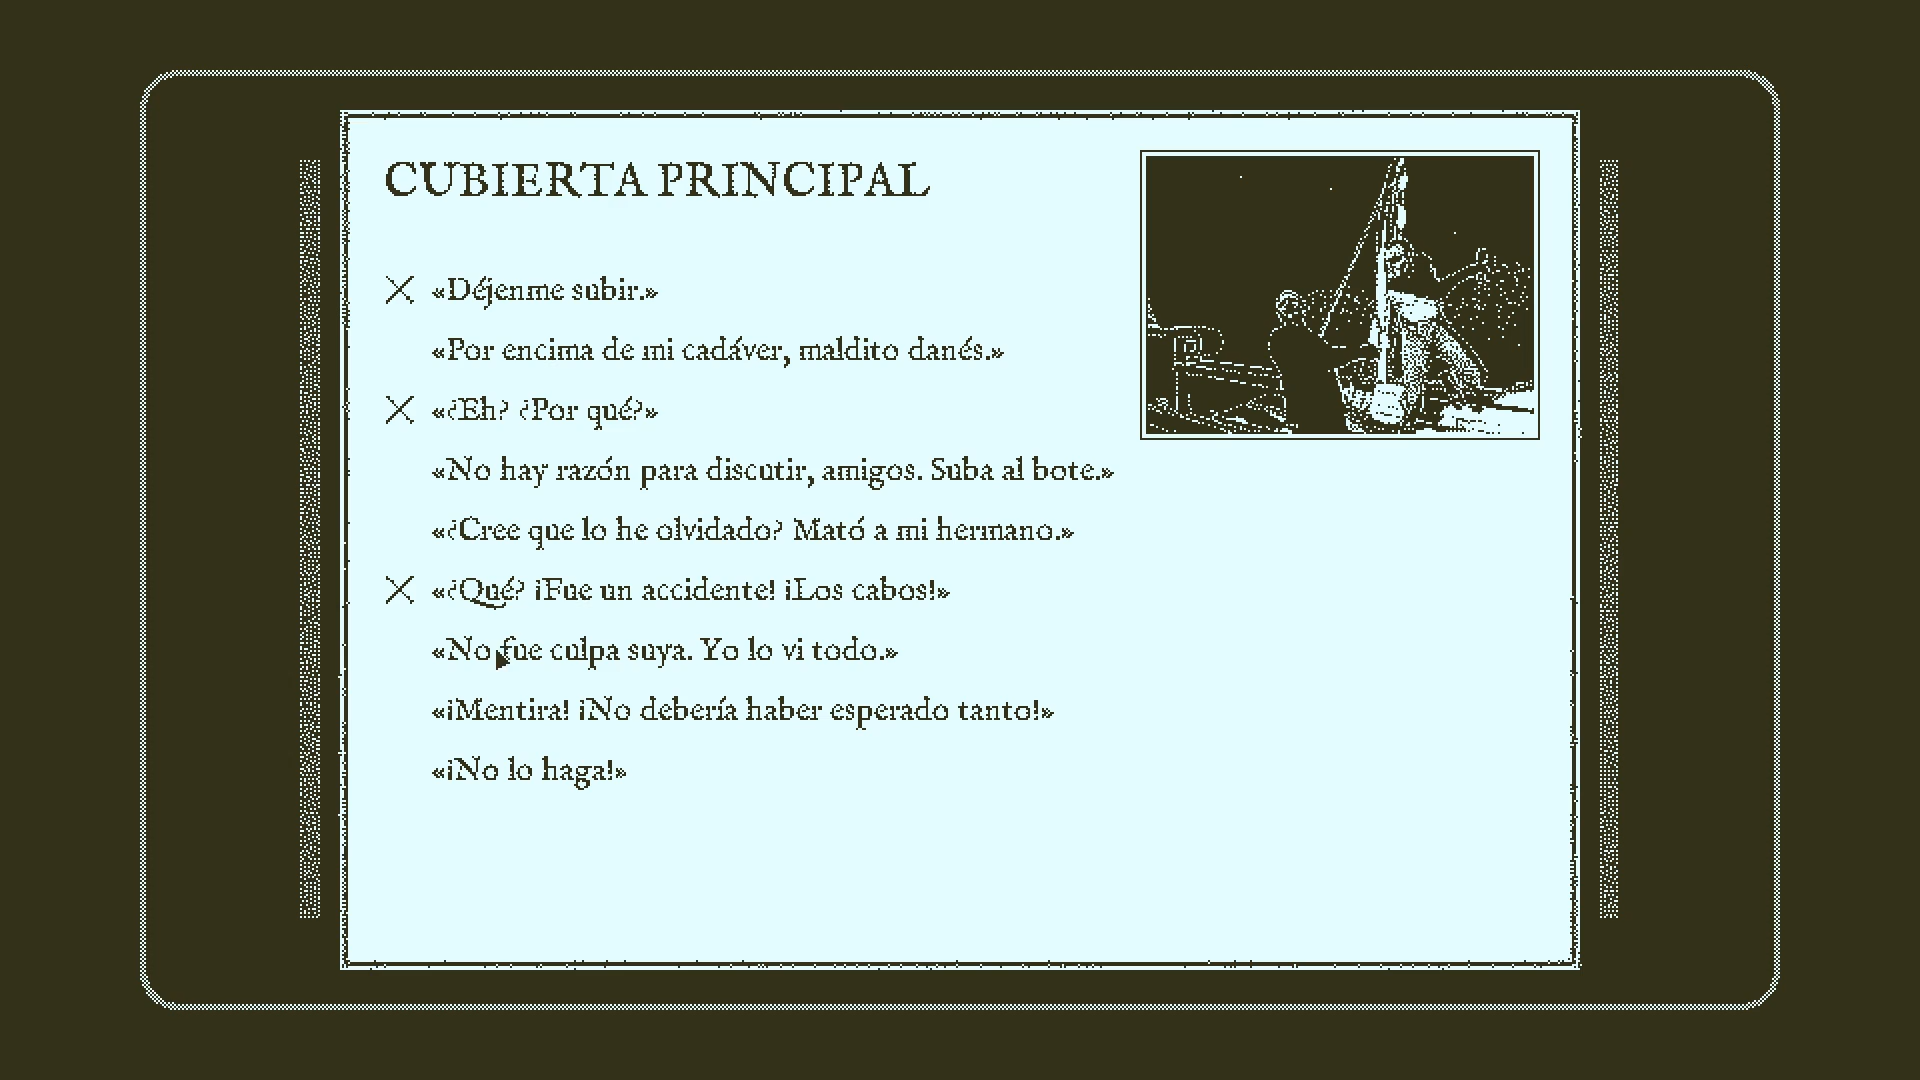 CUBIERTA PRINCIPAL
«Déjenme subir.»
«Por encima de mi cadáver, maldito danés.»
«¿Eh? ¿Por qué?»
«No hay razón para discutir, amigos. Suba al bote.»
«¿Cree que lo he olvidado? Mató a mi hermano.»
«¿Qué? ¡Fue un accidente! ¡Los cabos!»
«No fue culpa suya. Yo lo vi todo.»
«¡Mentira! ¡No debería haber esperado tanto!»
«¡No lo haga!»